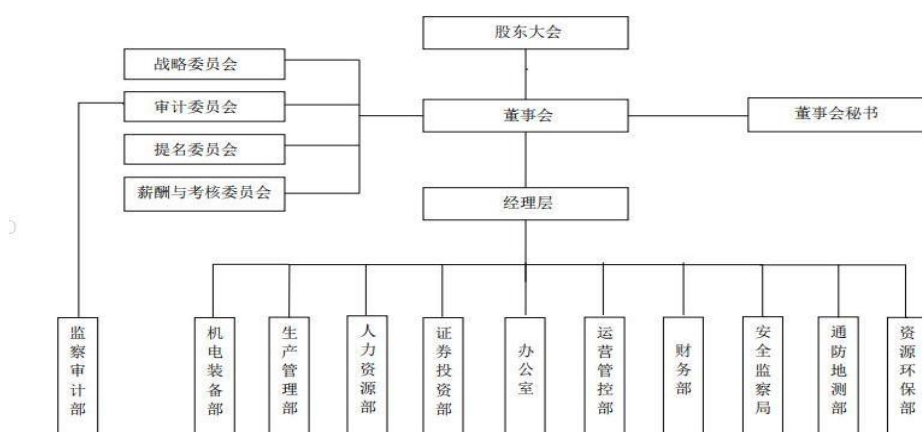 股东大会
战略委员会
审计委员会
董事会
董事会秘书
提名委员会
薪酬与考核委员会
经理层
监察审计部
机电装备部
生产管理部
人力资源部
证券投资部
办公室
运营管控部
财务部
安全监察局
通防地测部
资源环保部